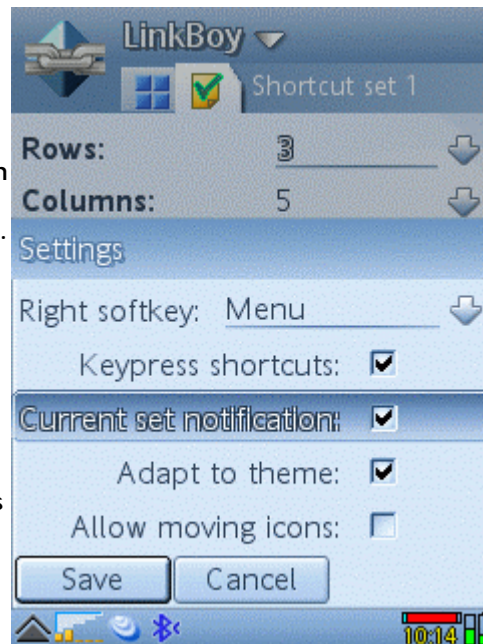 LinkBoy
Shortcut set 1
Rows: 3
n
Columns: 5
.
Settings
Right softkey: Menu
Keypress shortcuts:
Current set notification:
Adapt to theme:
s
Allow moving icons:
Save Cancel
10:14